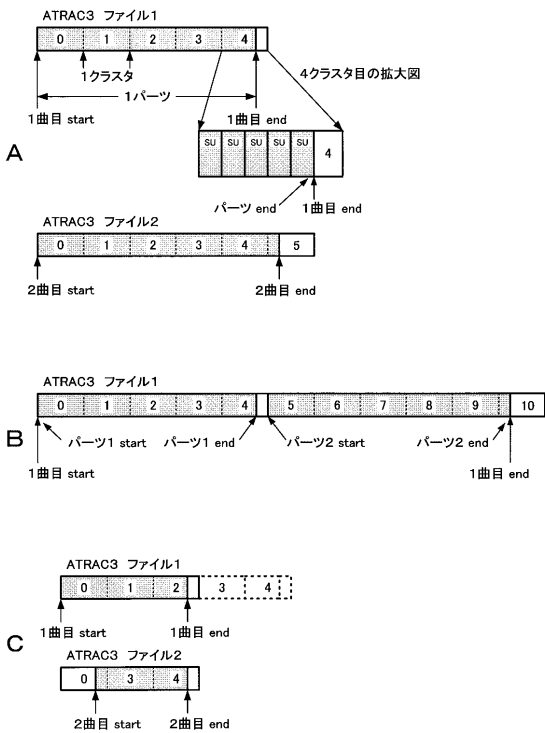 ATRAC3 ファイル1
0 1 2 3 4
1クラスタ
4クラスタ目の拡大図
1パーツ
1曲目 start
1曲目 end
A
SU SU SU SU SU 4
パーツ end
1曲目 end
ATRAC3 ファイル2
0 1 2 3 4 5
2曲目 start
2曲目 end
ATRAC3 ファイル1
0 1 2 3 4 5 6 7 8 9 10
B
パーツ1 start
パーツ1 end
パーツ2 start
パーツ2 end
1曲目 start
1曲目 end
ATRAC3 ファイル1
0 1 2 3 4
1曲目 start
1曲目 end
C
ATRAC3 ファイル2
0 3 4
2曲目 start
2曲目 end